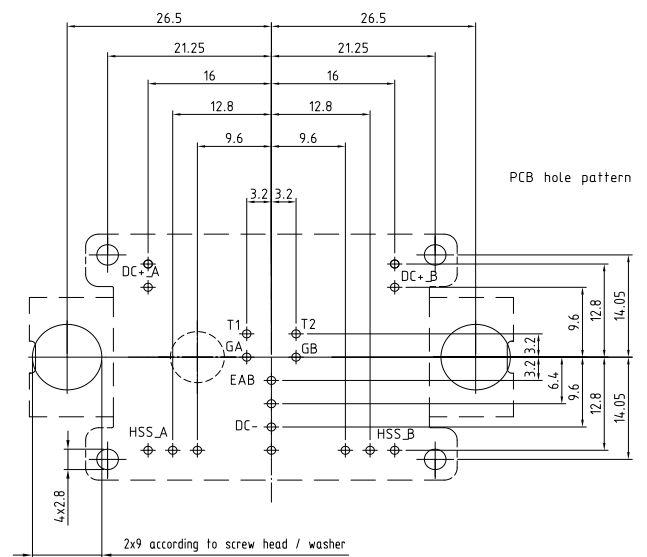 26.5 26.5
21.25 21.25
16 16
12.8 12.8
9.6 9.6
3.2 3.2
PCB hole pattern
DC+_A DC+_B
T1 T2
GA GB
EAB
DC-
HSS_A HSS_B
9.6 12.8 14.05
3.2
3.2
6.4 9.6 12.8 14.05
4x2.8
2x9 according to screw head / washer